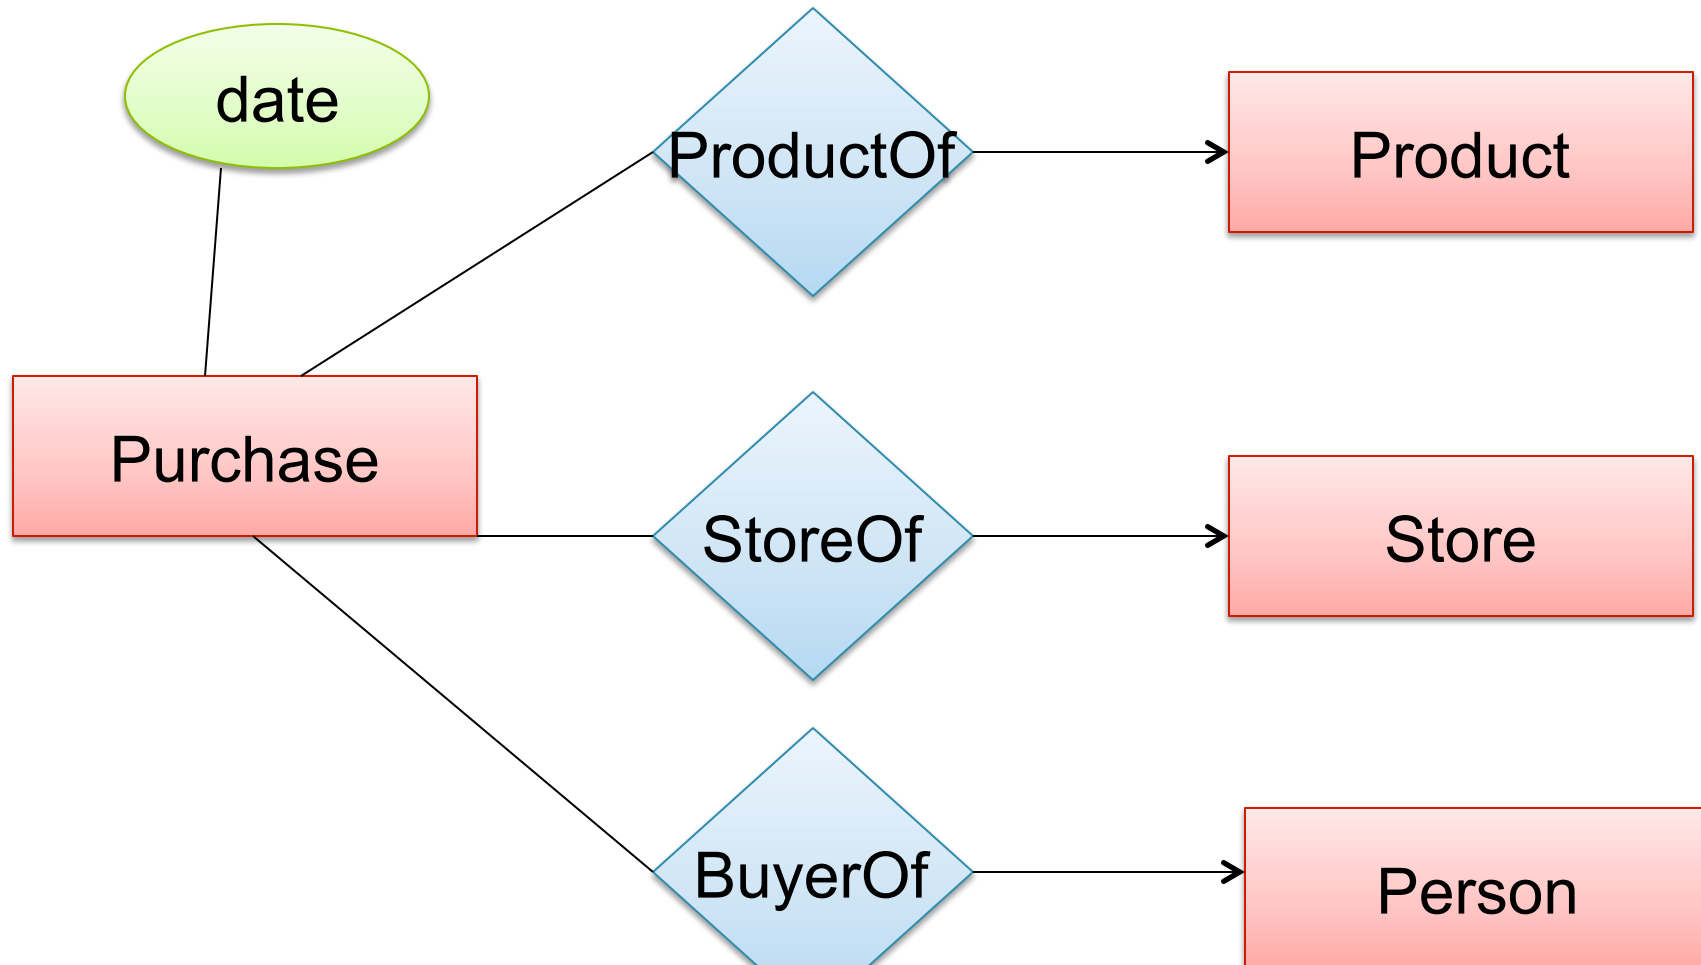 date
ProductOf
Product
Purchase
StoreOf
Store
BuyerOf
Person